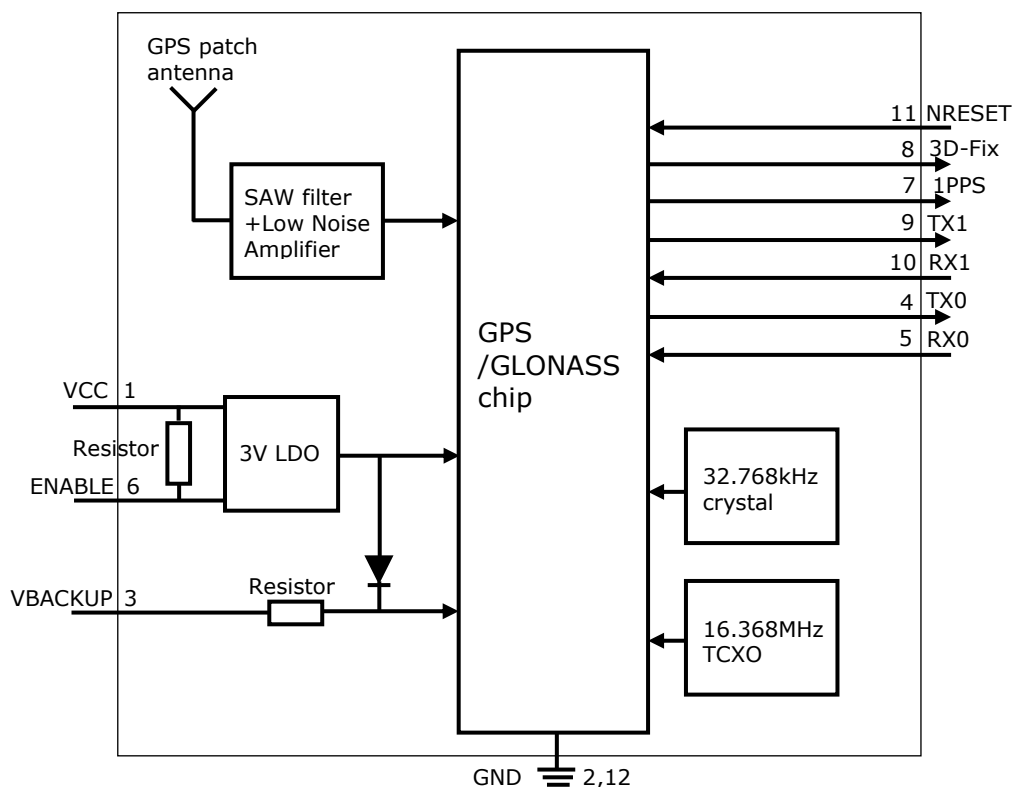 GPS patch
antenna
SAW filter
+Low Noise
Amplifier
GPS
/GLONASS
chip
11 NRESET
8 3D-Fix
7 1PPS
9 TX1
10 RX1
4 TX0
5 RX0
VCC 1
Resistor
3V LDO
ENABLE 6
VBACKUP 3
Resistor
32.768kHz
crystal
16.368MHz
TCXO
GND 2,12